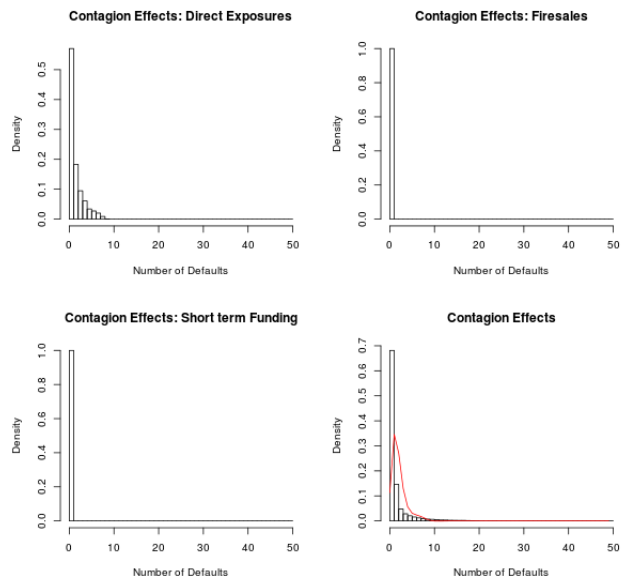 Contagion Effects: Direct Exposures
Density
0.0 0.1 0.2 0.3 0.4 0.5
0 10 20 30 40 50
Number of Defaults
Contagion Effects: Firesales
Density
0.0 0.2 0.4 0.6 0.8 1.0
0 10 20 30 40 50
Number of Defaults
Contagion Effects: Short term Funding
Density
0.0 0.2 0.4 0.6 0.8 1.0
0 10 20 30 40 50
Number of Defaults
Contagion Effects
Density
0.0 0.1 0.2 0.3 0.4 0.5 0.6 0.7
0 10 20 30 40 50
Number of Defaults